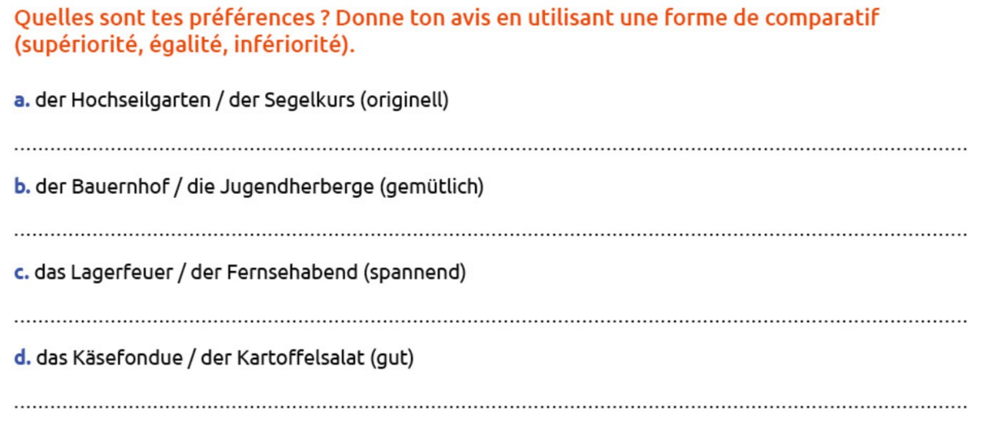 Quelles sont tes préférences ? Donne ton avis en utilisant une forme de comparatif
(supériorité, égalité, infériorité).
a. der Hochseilgarten / der Segelkurs (originell)
b. der Bauernhof / die Jugendherberge (gemütlich)
c. das Lagerfeuer / der Fernsehabend (spannend)
d. das Käsefondue / der Kartoffelsalat (gut)